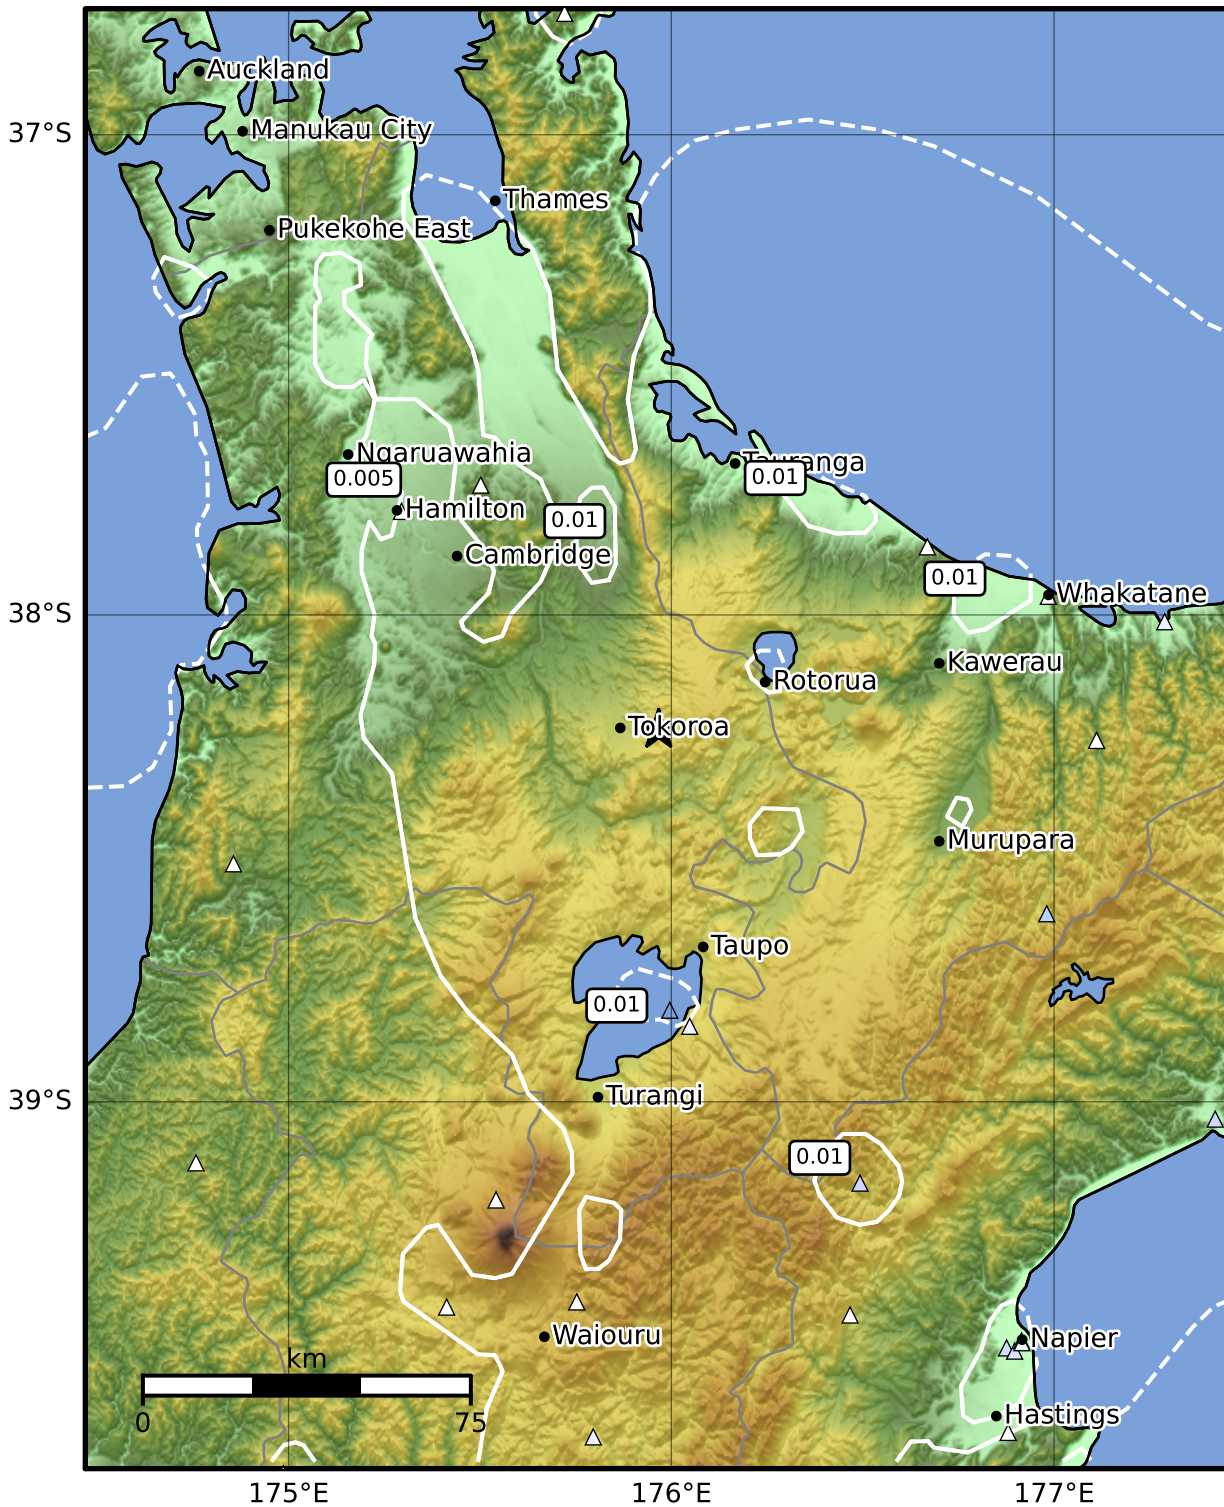 Auckland
37°S
Manukau City
Thames
Pukekohe East
Ngaruawahia
Tauranga
0.005
0.01
Hamilton
0.01
Cambridge
0.01
Whakatane
38°S
Kawerau
Rotorua
Tokoroa
Murupara
Taupo
0.01
Turangi
39°S
0.01
Waiouru
Napier
km
0
75
Hastings
175°E
176°E
177°E